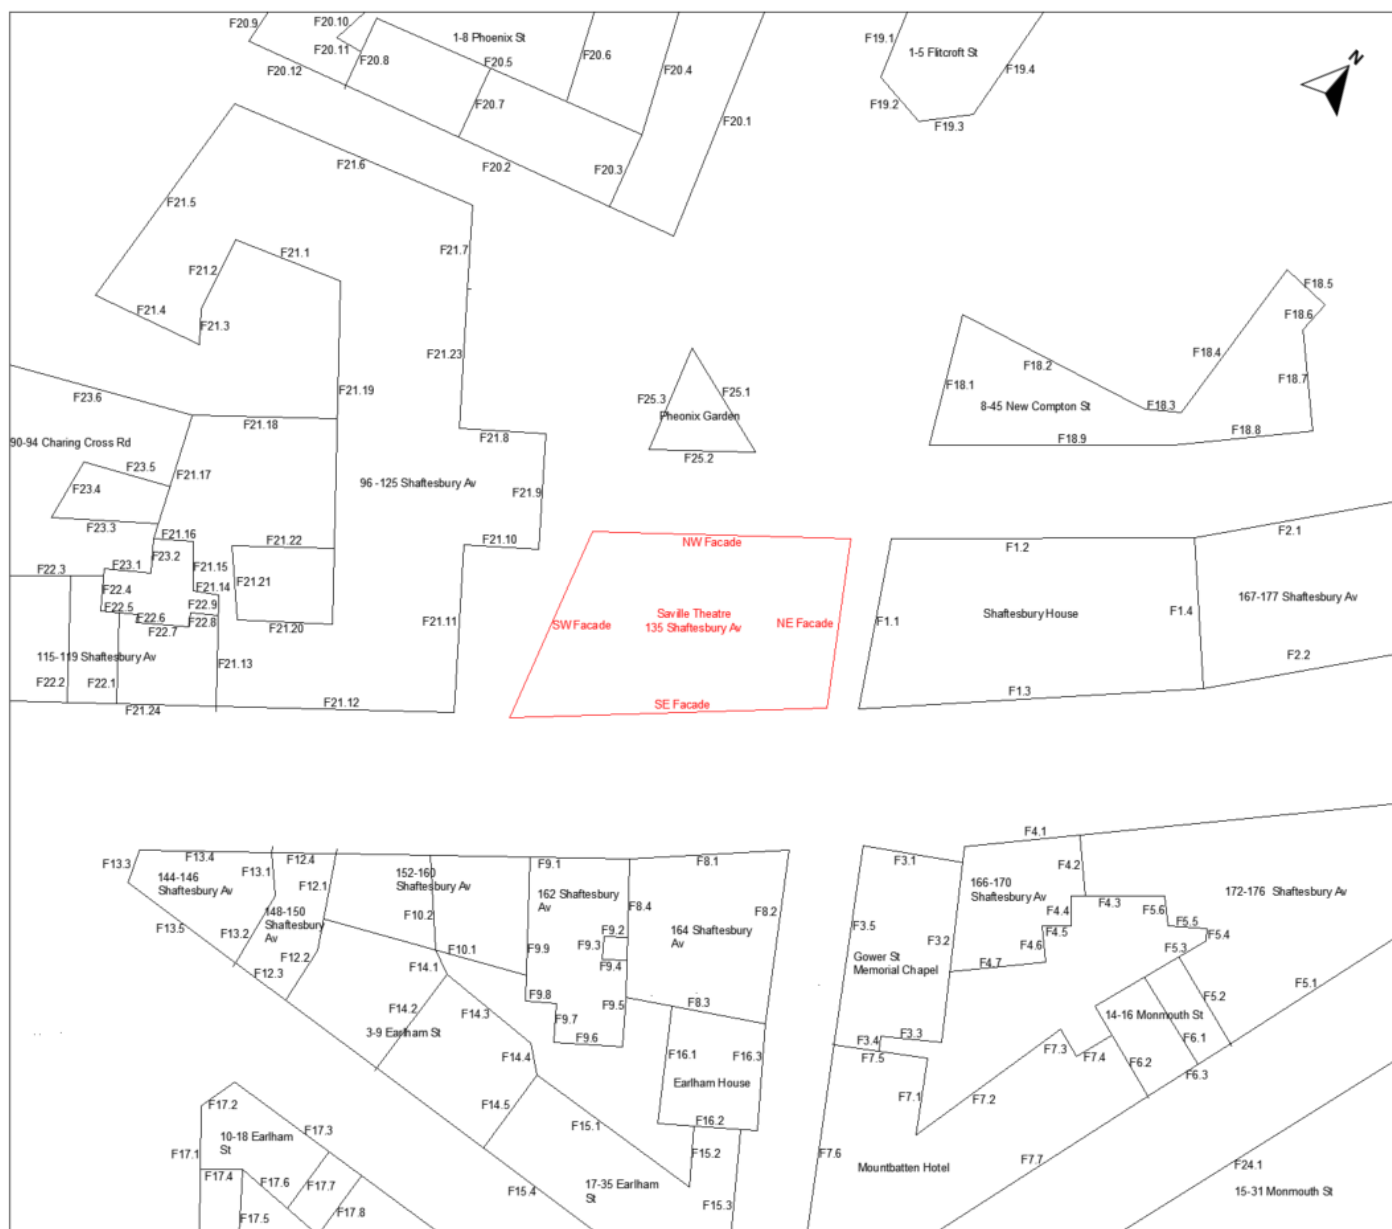 F20.9
F20.10
F20.11
F20.8
F20.12
1-8 Phoenix St
F20.5
F20.6
F20.4
F20.7
F20.1
F20.2
F20.3
F19.1
1-5 Flitcroft St
F19.4
F19.2
F19.3
N
F21.6
F21.5
F21.7
F21.1
F21.2
F21.4
F21.3
F21.23
F21.19
F23.6
F21.18
F21.8
90-94 Charing Cross Rd
F23.5
F21.17
F23.4
96 -125 Shaftesbury Av
F21.9
F23.3
F21.16
F21.22
F21.10
F23.2
F23.1
F22.3
F21.15
F21.21
F22.4
F21.14
F22.5
F22.9
F22.6
F22.8
F22.7
F21.20
F21.11
115-119 Shaftesbury Av
F21.13
F22.2
F22.1
F21.24
F21.12
F25.3
F25.1
Pheonix Garden
F25.2
F18.5
F18.6
F18.4
F18.2
F18.1
F18.7
F18.3
8-45 New Compton St
F18.9
F18.8
NW Facade
SW Facade
Saville Theatre
135 Shaftesbury Av
NE Facade
SE Facade
F1.2
F2.1
F1.1
Shaftesbury House
F1.4
167-177 Shaftesbury Av
F2.2
F1.3
F13.3
F13.4
F13.1
F12.4
144-146
Shaftesbury Av
F12.1
152-160
Shaftesbury Av
F9.1
F8.1
162 Shaftesbury
Av
148-150
Shaftesbury
Av
F10.2
F8.4
F8.2
F13.5
F13.2
F12.2
F12.3
F10.1
F9.9
F9.2
F9.3
F9.4
164 Shaftesbury
Av
F14.1
F9.8
F9.5
F8.3
F14.2
F14.3
F9.7
F9.6
3-9 Earlham St
F14.4
F16.1
F16.3
Earlham House
F14.5
F16.2
F15.1
F15.2
17-35 Earlham
St
F15.4
F15.3
F17.2
F17.3
10-18 Earlham
St
F17.1
F17.4
F17.6
F17.7
F17.5
F17.8
F4.1
F3.1
F4.2
166-170
Shaftesbury Av
172-176 Shaftesbury Av
F4.4
F4.3
F5.6
F5.5
F5.4
F3.5
F3.2
F4.5
F4.6
F5.3
Gower St
Memorial Chapel
F4.7
F5.1
F5.2
14-16 Monmouth St
F3.4
F3.3
F7.5
F7.3
F7.4
F6.1
F6.2
F6.3
F7.1
F7.2
F7.6
Mountbatten Hotel
F7.7
F24.1
15-31 Monmouth St